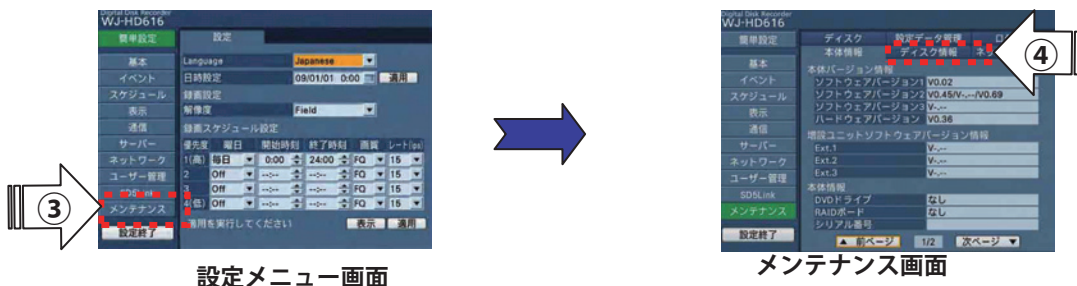 Digital Disk Recorder
WJ-HD616
簡単設定
設定
基本
イベント
スケジュール
表示
通信
サーバー
ネットワーク
ユーザー管理
SD5Link
メンテナンス
設定終了
Language Japanese
日時設定 09/01/01 0:00 適用
録画設定
解像度 Field
録画スケジュール設定
優先度 曜日 開始時刻 終了時刻 画質 レート(ips)
1(高) 毎日 0:00 24:00 FQ 15
2 Off --:-- --:-- FQ 15
3 Off --:-- --:-- FQ 15
4(低) Off --:-- --:-- FQ 15
適用を実行してください 表示 適用
③
設定メニュー画面
Digital Disk Recorder
WJ-HD616
簡単設定
基本
イベント
スケジュール
表示
通信
サーバー
ネットワーク
ユーザー管理
SD5Link
メンテナンス
設定終了
ディスク 設定データ管理
本体情報 ディスク情報
④
本体バージョン情報
ソフトウェアバージョン1 V0.02
ソフトウェアバージョン2 V0.45/V-.--/V0.69
ソフトウェアバージョン3 V-.--
ハードウェアバージョン V0.36
増設ユニットソフトウェアバージョン情報
Ext.1 V-.--
Ext.2 V-.--
Ext.3 V-.--
本体情報
DVDドライブ なし
RAIDボード なし
シリアル番号
▲ 前ページ 1/2 次ページ ▼
メンテナンス画面